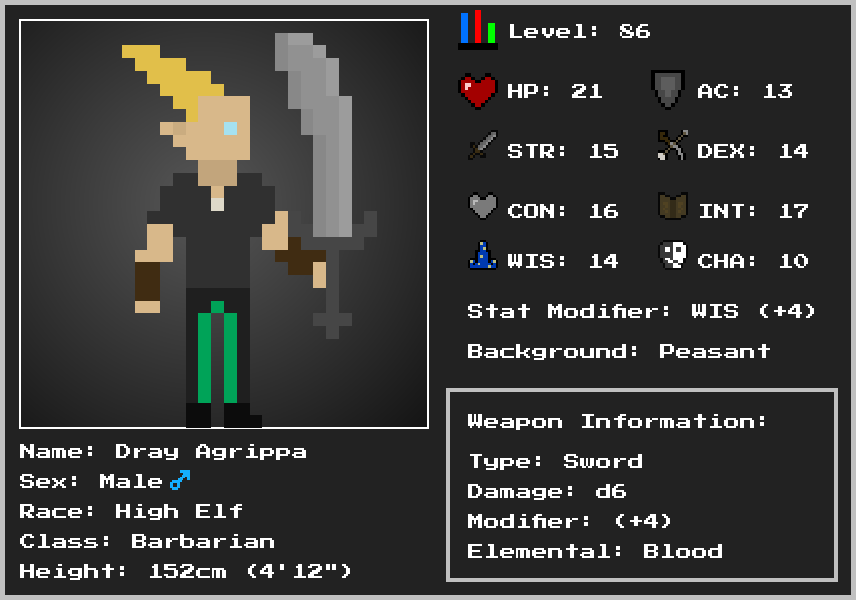 Level: 86
HP: 21
AC: 13
STR: 15
DEX: 14
CON: 16
INT: 17
WIS: 14
CHA: 10
Stat Modifier: WIS (+4)
Background: Peasant
Weapon Information:
Type: Sword
Damage: d6
Modifier: (+4)
Elemental: Blood
Name: Dray Agrippa
Sex: Male♂
Race: High Elf
Class: Barbarian
Height: 152cm (4'12")